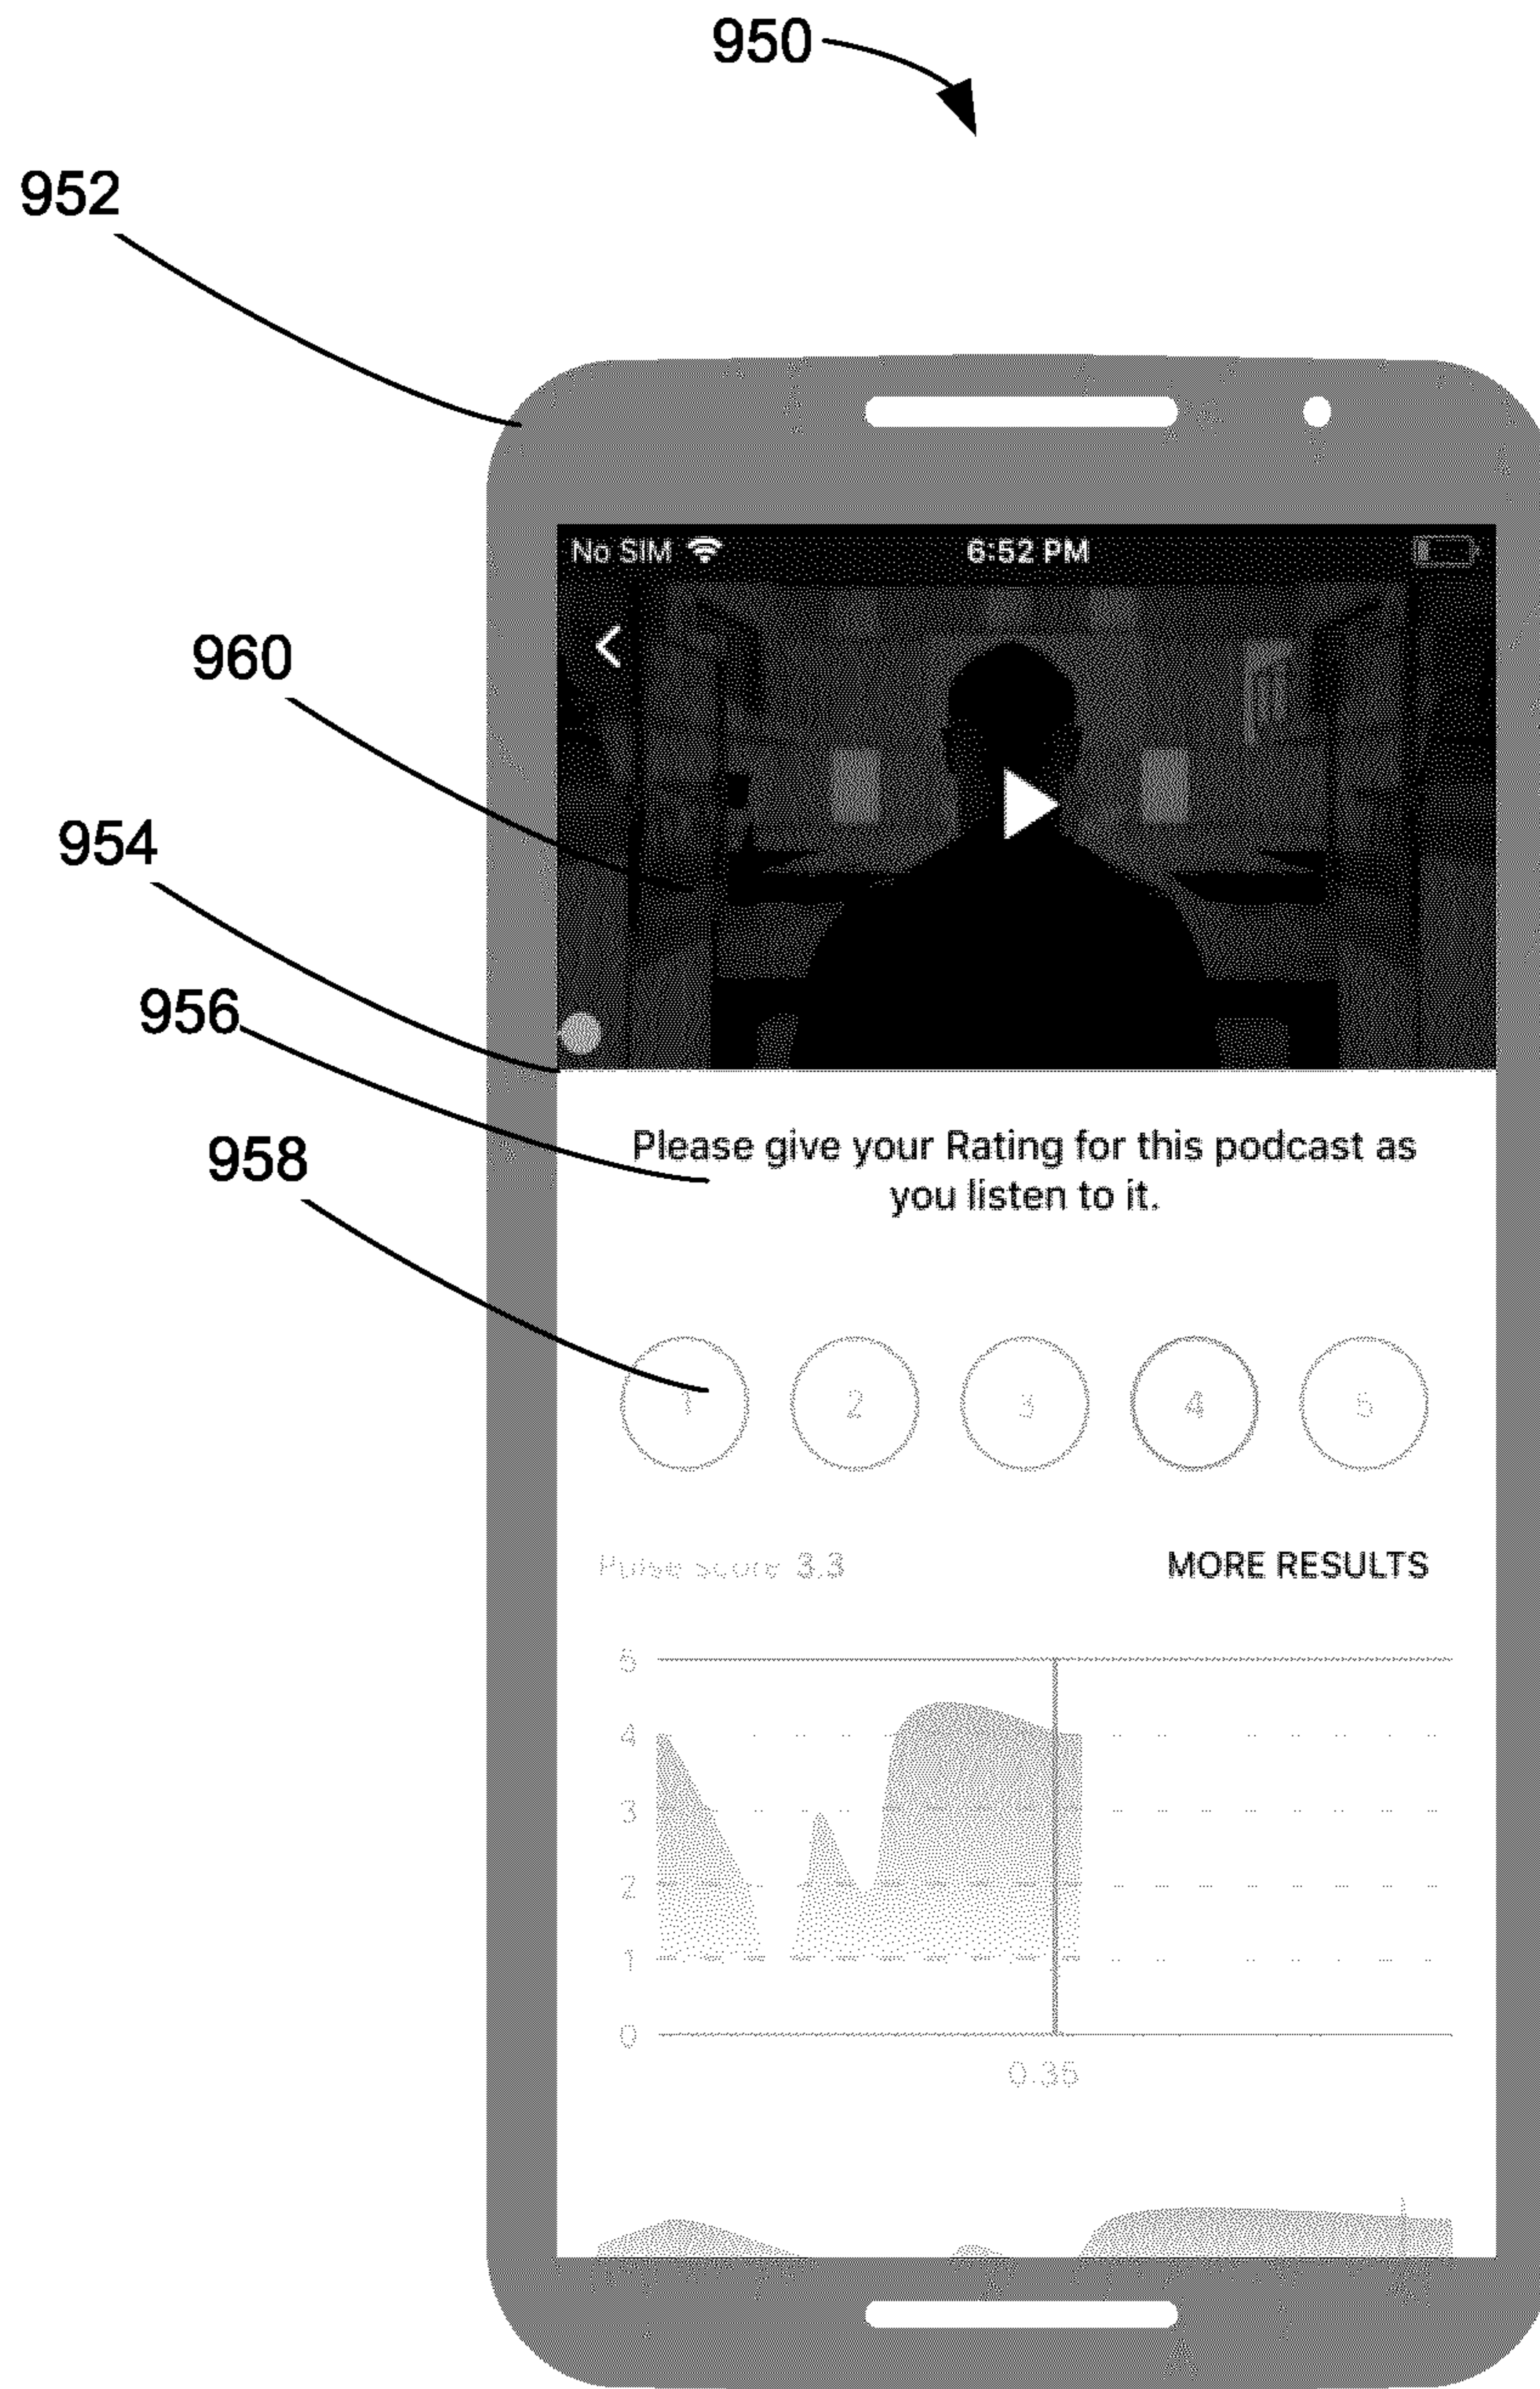 950
952
No SIM 6:52 PM
960
954
956
Please give your Rating for this podcast as
you listen to it.
958
1 2 3 4 5
Pulse Score 3.3 MORE RESULTS
5
4
3
2
1
0
0.35